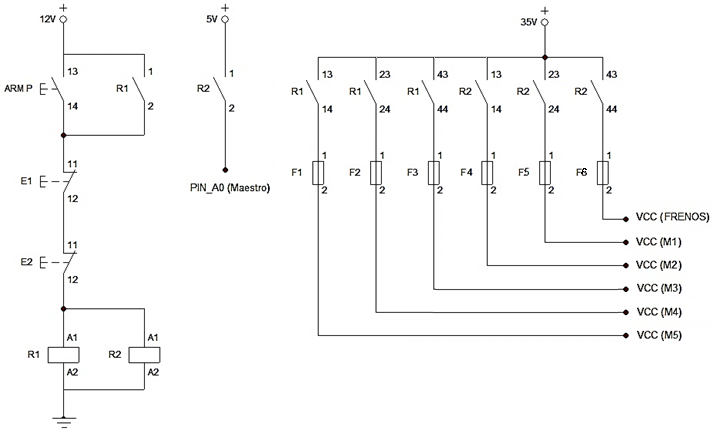 +
12V
13
ARM P
14
1
R1
2
11
E1
12
11
E2
12
A1
R1
A2
A1
R2
A2
+
5V
1
R2
2
PIN_A0 (Maestro)
+
35V
13
R1
14
23
R1
24
43
R1
44
13
R2
14
23
R2
24
43
R2
44
1
F1
2
1
F2
2
1
F3
2
1
F4
2
1
F5
2
1
F6
2
VCC (FRENOS)
VCC (M1)
VCC (M2)
VCC (M3)
VCC (M4)
VCC (M5)